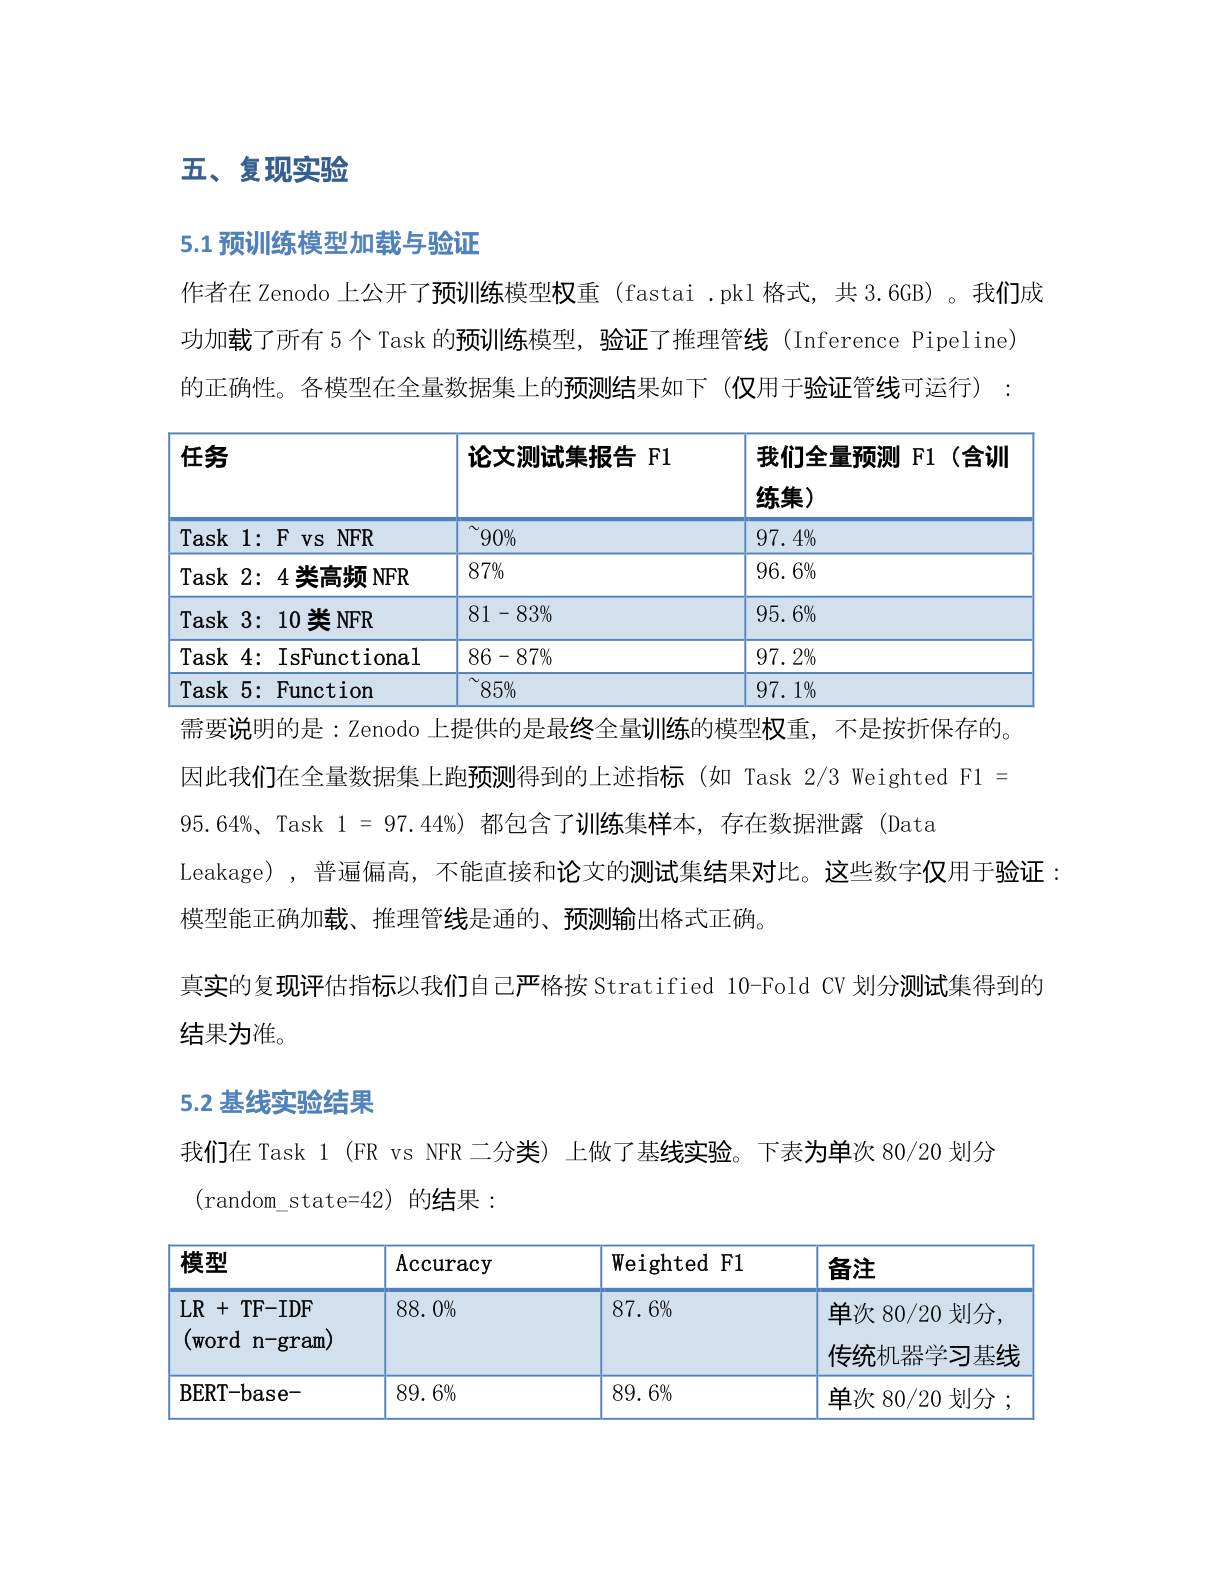 五、复现实验
5.1 预训练模型加载与验证
作者在 Zenodo 上公开了预训练模型权重（fastai .pkl 格式，共 3.6GB）。我们成
功加载了所有 5 个 Task 的预训练模型，验证了推理管线（Inference Pipeline）
的正确性。各模型在全量数据集上的预测结果如下（仅用于验证管线可运行）：
任务 论文测试集报告 F1 我们全量预测 F1（含训
练集）
Task 1: F vs NFR ~90% 97.4%
Task 2: 4 类高频 NFR 87% 96.6%
Task 3: 10 类 NFR 81–83% 95.6%
Task 4: IsFunctional 86–87% 97.2%
Task 5: Function ~85% 97.1%
需要说明的是：Zenodo 上提供的是最终全量训练的模型权重，不是按折保存的。
因此我们在全量数据集上跑预测得到的上述指标（如 Task 2/3 Weighted F1 =
95.64%、Task 1 = 97.44%）都包含了训练集样本，存在数据泄露（Data
Leakage），普遍偏高，不能直接和论文的测试集结果对比。这些数字仅用于验证：
模型能正确加载、推理管线是通的、预测输出格式正确。
真实的复现评估指标以我们自己严格按 Stratified 10-Fold CV 划分测试集得到的
结果为准。
5.2 基线实验结果
我们在 Task 1（FR vs NFR 二分类）上做了基线实验。下表为单次 80/20 划分
（random_state=42）的结果：
模型 Accuracy Weighted F1 备注
LR + TF-IDF 88.0% 87.6% 单次 80/20 划分，
(word n-gram) 传统机器学习基线
BERT-base- 89.6% 89.6% 单次 80/20 划分；